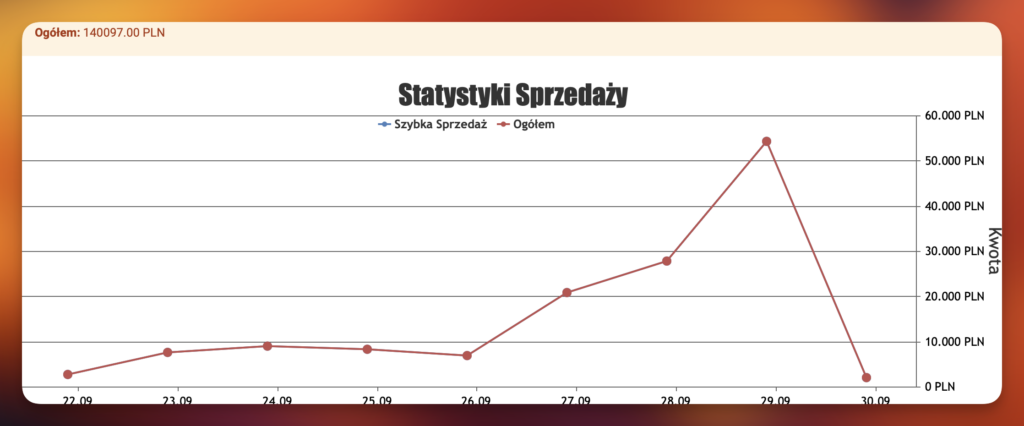 Ogółem: 140097.00 PLN
Statystyki Sprzedaży
Szybka Sprzedaż Ogółem
60.000 PLN
50.000 PLN
40.000 PLN
30.000 PLN
20.000 PLN
10.000 PLN
0 PLN
Kwota
22.09 23.09 24.09 25.09 26.09 27.09 28.09 29.09 30.09